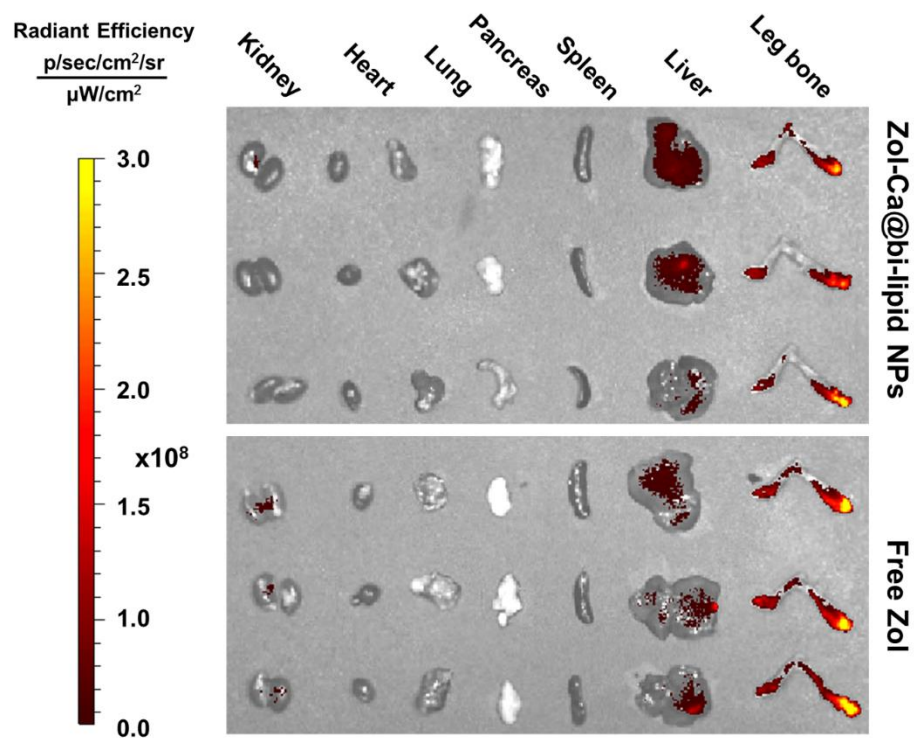 Radiant Efficiency
p/sec/cm²/sr
µW/cm²
Kidney
Heart
Lung
Pancreas
Spleen
Liver
Leg bone
3.0
2.5
2.0
x10⁸
1.5
1.0
0.0
Zol-Ca@bi-lipid NPs
Free Zol